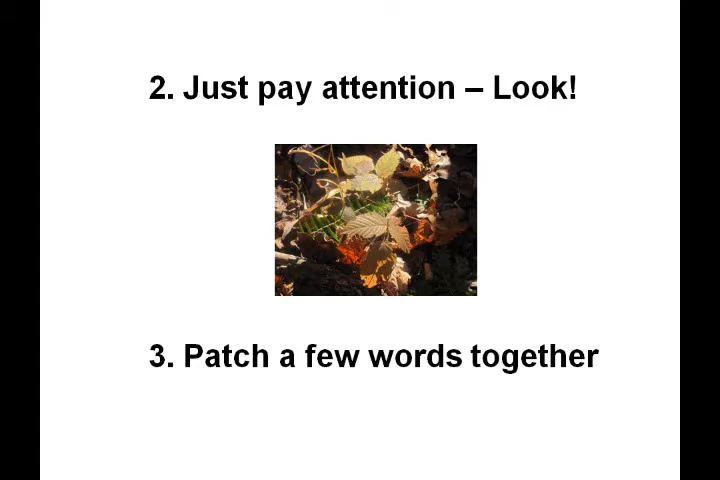 2. Just pay attention – Look!
3. Patch a few words together